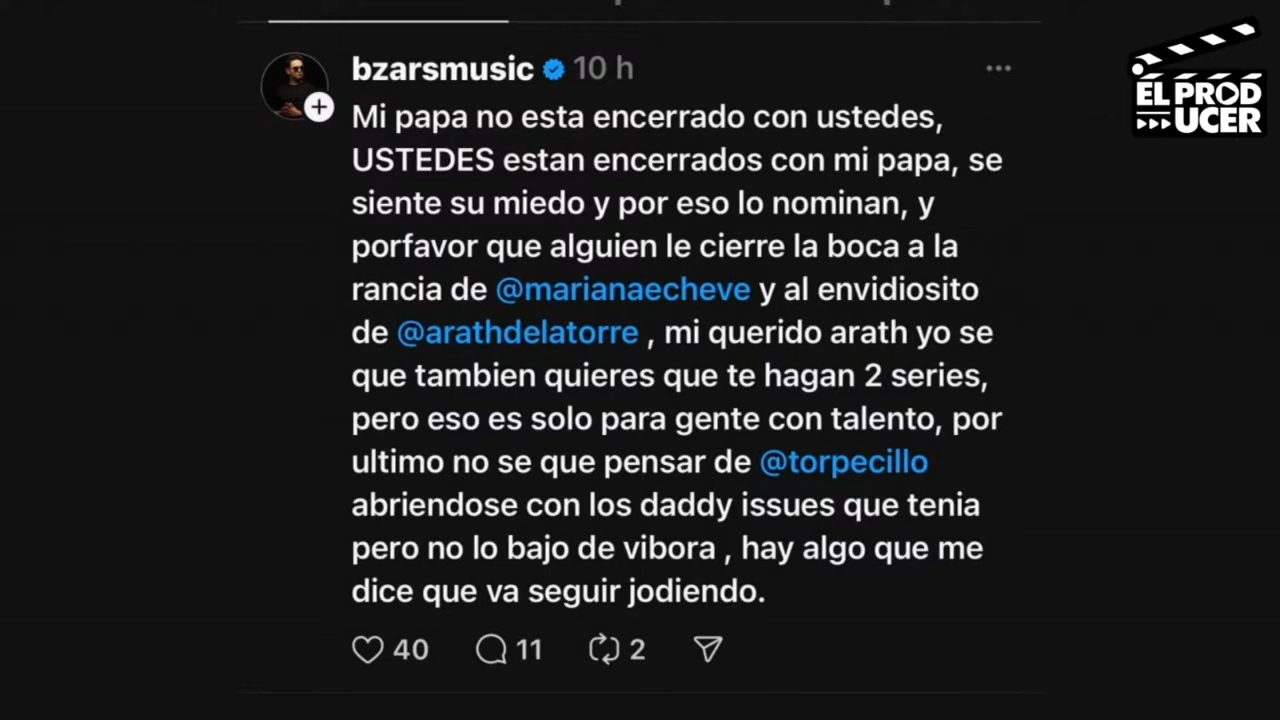 bzarsmusic 10 h
Mi papa no esta encerrado con ustedes,
USTEDES estan encerrados con mi papa, se
siente su miedo y por eso lo nominan, y
porfavor que alguien le cierre la boca a la
rancia de @marianaecheve y al envidiosito
de @arathdelatorre , mi querido arath yo se
que tambien quieres que te hagan 2 series,
pero eso es solo para gente con talento, por
ultimo no se que pensar de @torpecillo
abriendose con los daddy issues que tenia
pero no lo bajo de vibora , hay algo que me
dice que va seguir jodiendo.
40 11 2
EL PROD
UCER